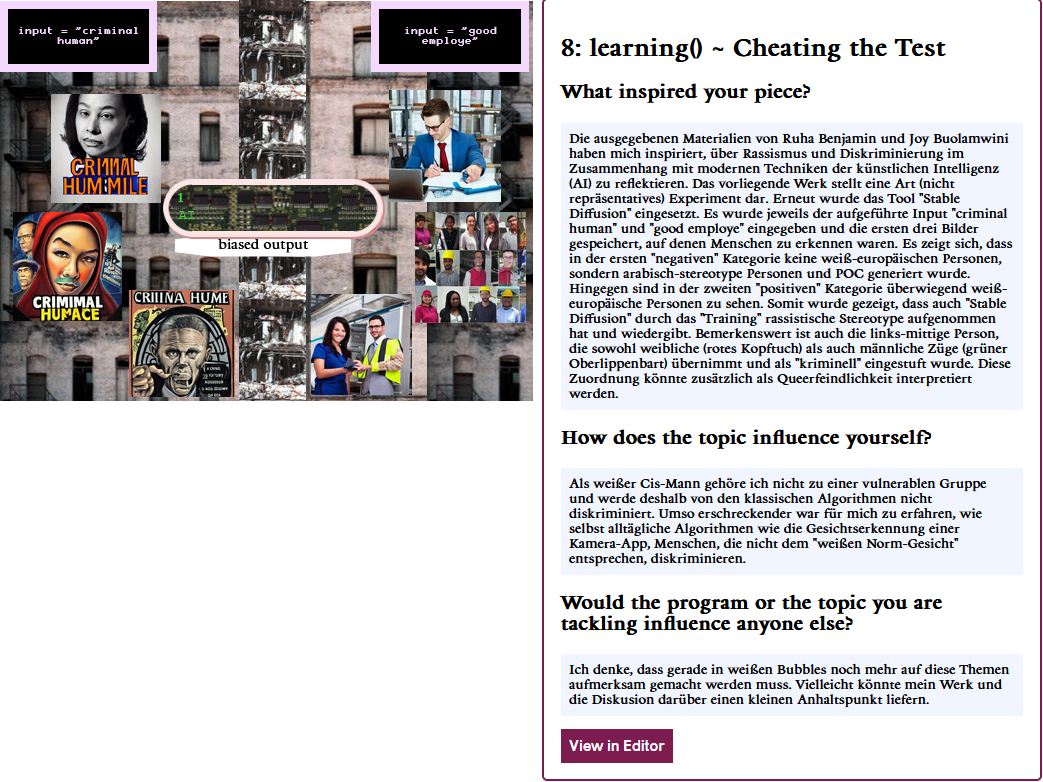 input = "criminal
human"
input = "good
employe"
CRIMNAL
HUM:MILE
1
AI
biased output
CRIMIMAL
HUMACE
CRIINA HUME
8: learning() ~ Cheating the Test
What inspired your piece?
Die ausgegebenen Materialien von Ruha Benjamin und Joy Buolamwini
haben mich inspiriert, über Rassismus und Diskriminierung im
Zusammenhang mit modernen Techniken der künstlichen Intelligenz
(AI) zu reflektieren. Das vorliegende Werk stellt eine Art (nicht
repräsentatives) Experiment dar. Erneut wurde das Tool "Stable
Diffusion" eingesetzt. Es wurde jeweils der aufgeführte Input "criminal
human" und "good employe" eingegeben und die ersten drei Bilder
gespeichert, auf denen Menschen zu erkennen waren. Es zeigt sich, dass
in der ersten "negativen" Kategorie keine weiß-europäischen Personen,
sondern arabisch-stereotype Personen und POC generiert wurde.
Hingegen sind in der zweiten "positiven" Kategorie überwiegend weiß-
europäische Personen zu sehen. Somit wurde gezeigt, dass auch "Stable
Diffusion" durch das "Training" rassistische Stereotype aufgenommen
hat und wiedergibt. Bemerkenswert ist auch die links-mittige Person,
die sowohl weibliche (rotes Kopftuch) als auch männliche Züge (grüner
Oberlippenbart) übernimmt und als "kriminell" eingestuft wurde. Diese
Zuordnung könnte zusätzlich als Queerfeindlichkeit interpretiert
werden.
How does the topic influence yourself?
Als weißer Cis-Mann gehöre ich nicht zu einer vulnerablen Gruppe
und werde deshalb von den klassischen Algorithmen nicht
diskriminiert. Umso erschreckender war für mich zu erfahren, wie
selbst alltägliche Algorithmen wie die Gesichtserkennung einer
Kamera-App, Menschen, die nicht dem "weißen Norm-Gesicht"
entsprechen, diskriminieren.
Would the program or the topic you are
tackling influence anyone else?
Ich denke, dass gerade in weißen Bubbles noch mehr auf diese Themen
aufmerksam gemacht werden muss. Vielleicht könnte mein Werk und
die Diskusion darüber einen kleinen Anhaltspunkt liefern.
View in Editor